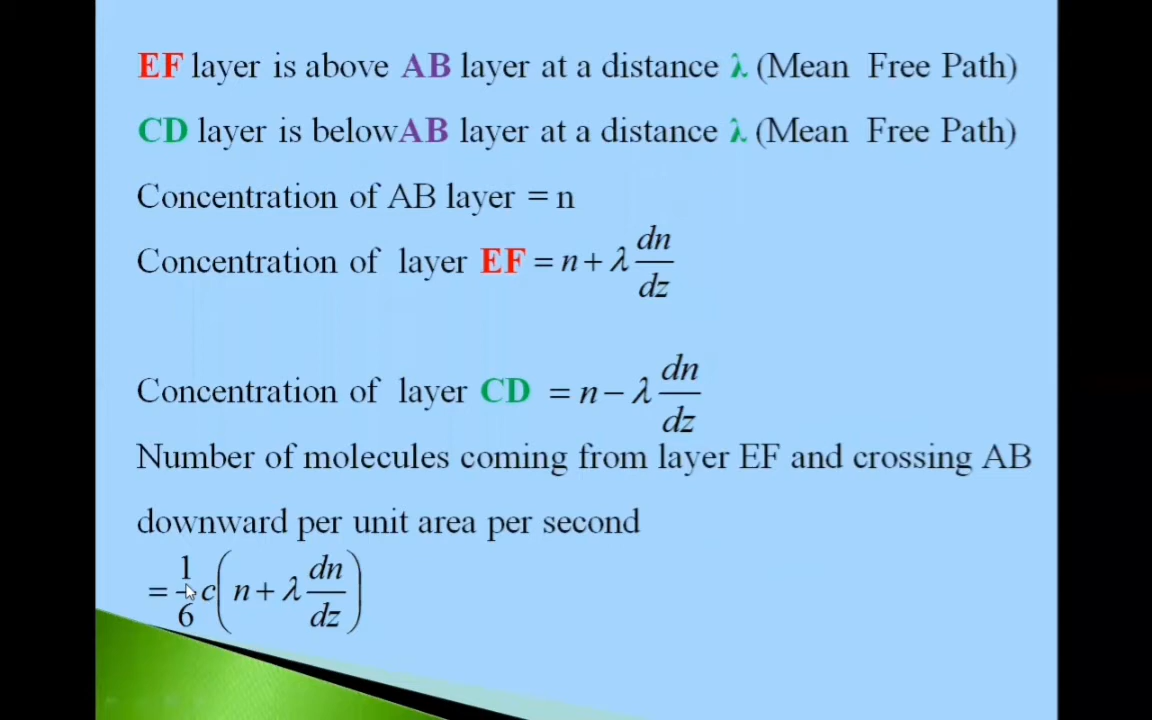 EF layer is above AB layer at a distance λ (Mean Free Path)
CD layer is belowAB layer at a distance λ (Mean Free Path)
Concentration of AB layer = n
Concentration of layer EF = n + λ dn/dz
Concentration of layer CD = n − λ dn/dz
Number of molecules coming from layer EF and crossing AB
downward per unit area per second
= 1/6 c( n + λ dn/dz )